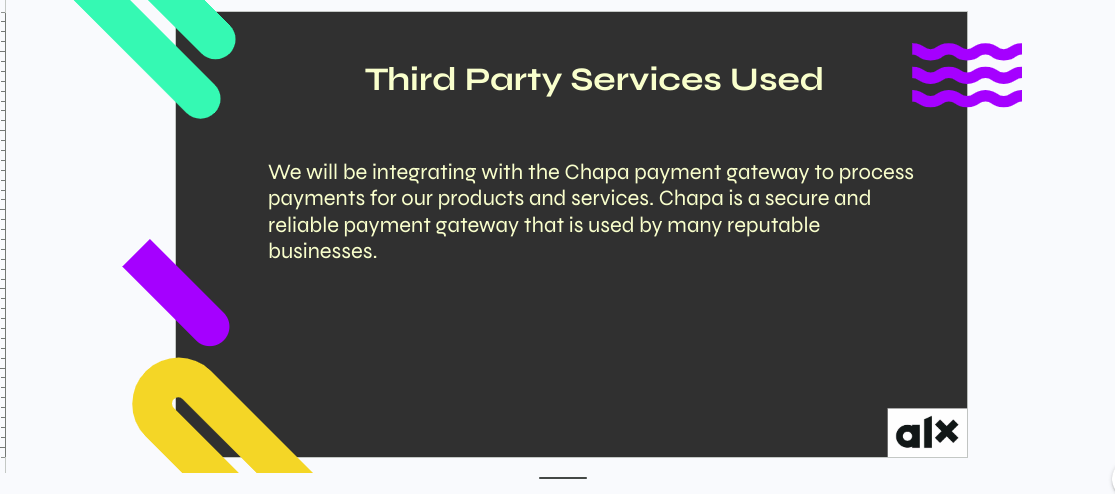 Third Party Services Used
We will be integrating with the Chapa payment gateway to process
payments for our products and services. Chapa is a secure and
reliable payment gateway that is used by many reputable
businesses.
alx